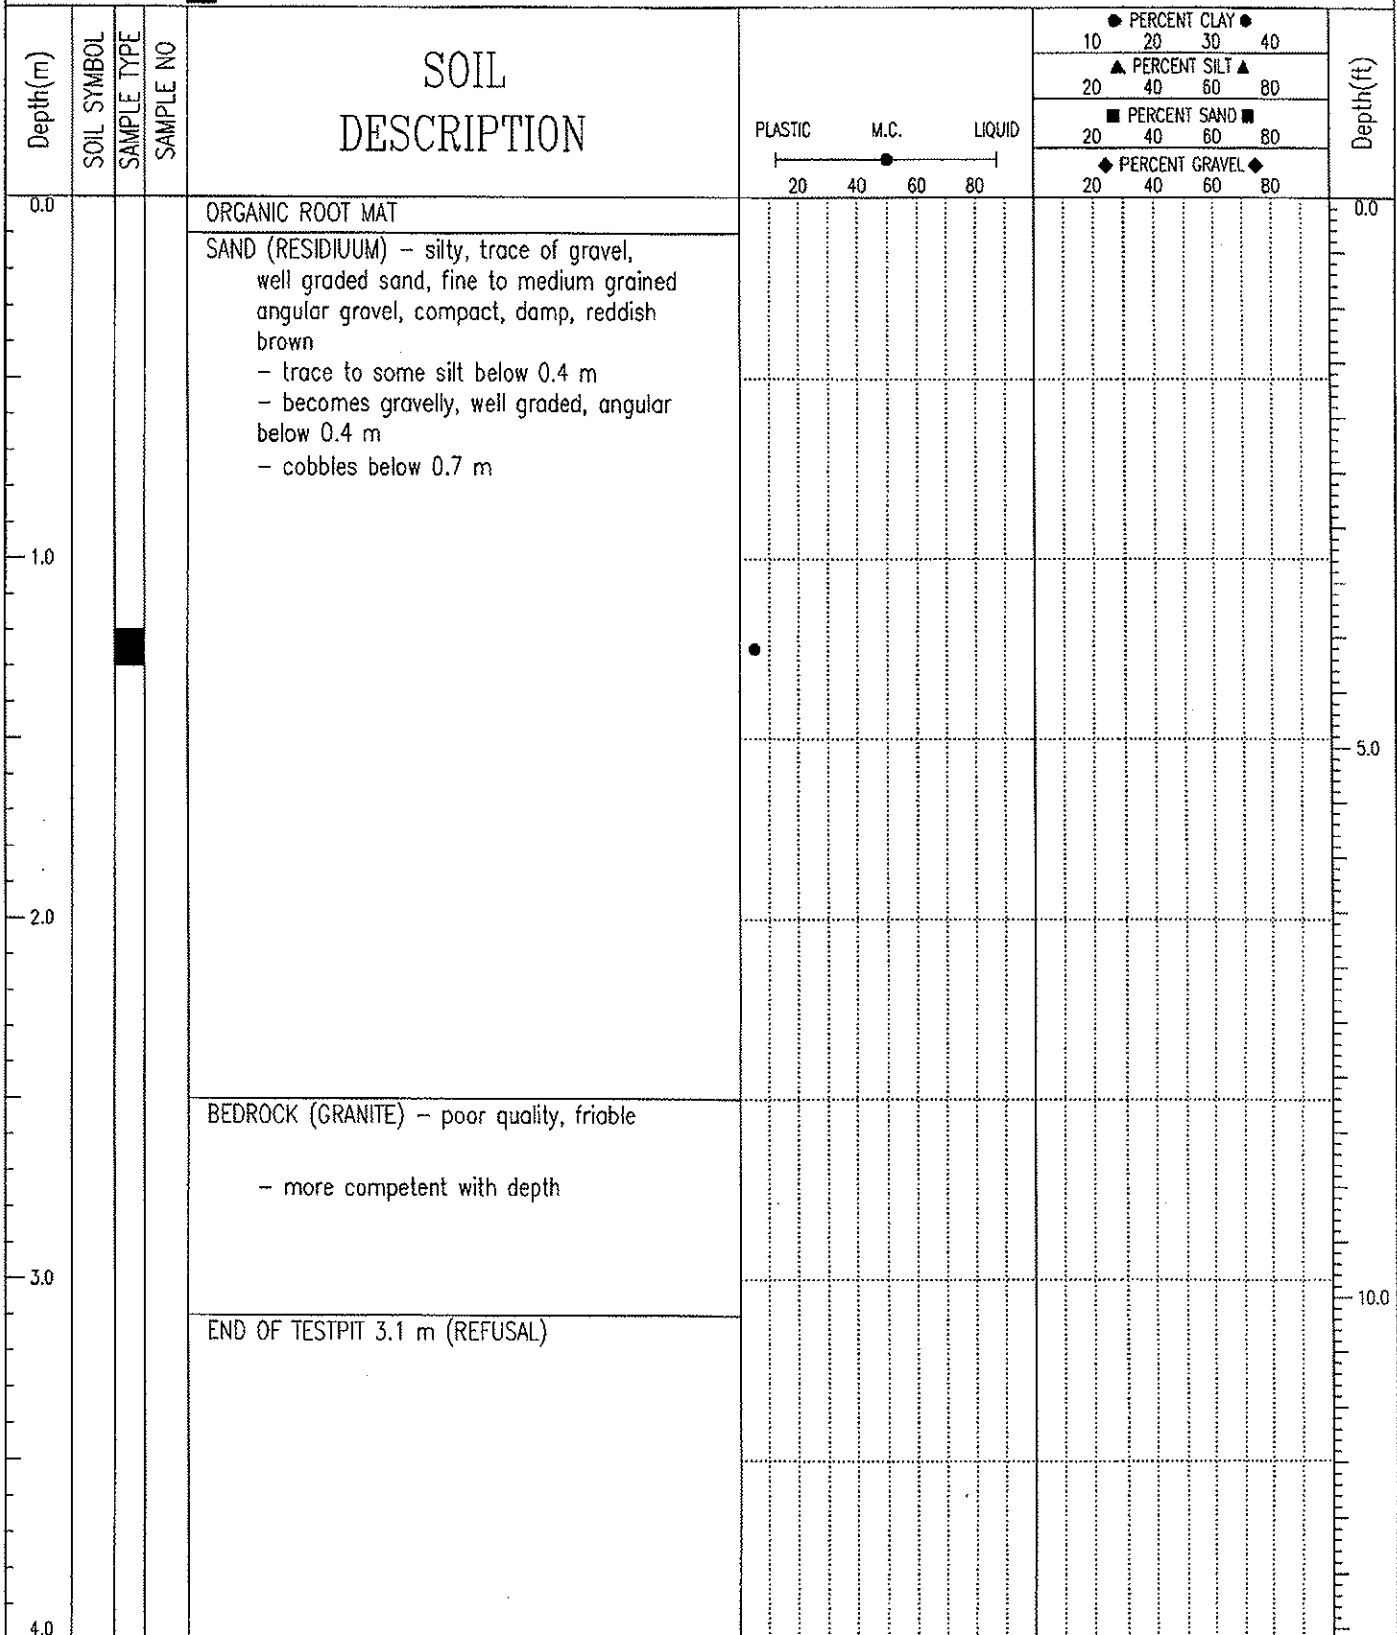 Depth(m)
SOIL SYMBOL
SAMPLE TYPE
SAMPLE NO
SOIL
DESCRIPTION
PLASTIC M.C. LIQUID
20 40 60 80
● PERCENT CLAY ●
10 20 30 40
▲ PERCENT SILT ▲
20 40 60 80
■ PERCENT SAND ■
20 40 60 80
◆ PERCENT GRAVEL ◆
20 40 60 80
Depth(ft)
0.0
ORGANIC ROOT MAT
0.0
SAND (RESIDIUUM) – silty, trace of gravel,
well graded sand, fine to medium grained
angular gravel, compact, damp, reddish
brown
– trace to some silt below 0.4 m
– becomes gravelly, well graded, angular
below 0.4 m
– cobbles below 0.7 m
1.0
5.0
2.0
BEDROCK (GRANITE) – poor quality, friable
– more competent with depth
3.0
10.0
END OF TESTPIT 3.1 m (REFUSAL)
4.0